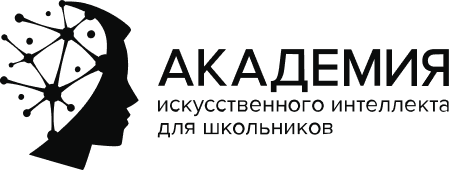 АКАДЕМИЯ
искусственного интеллекта
для школьников